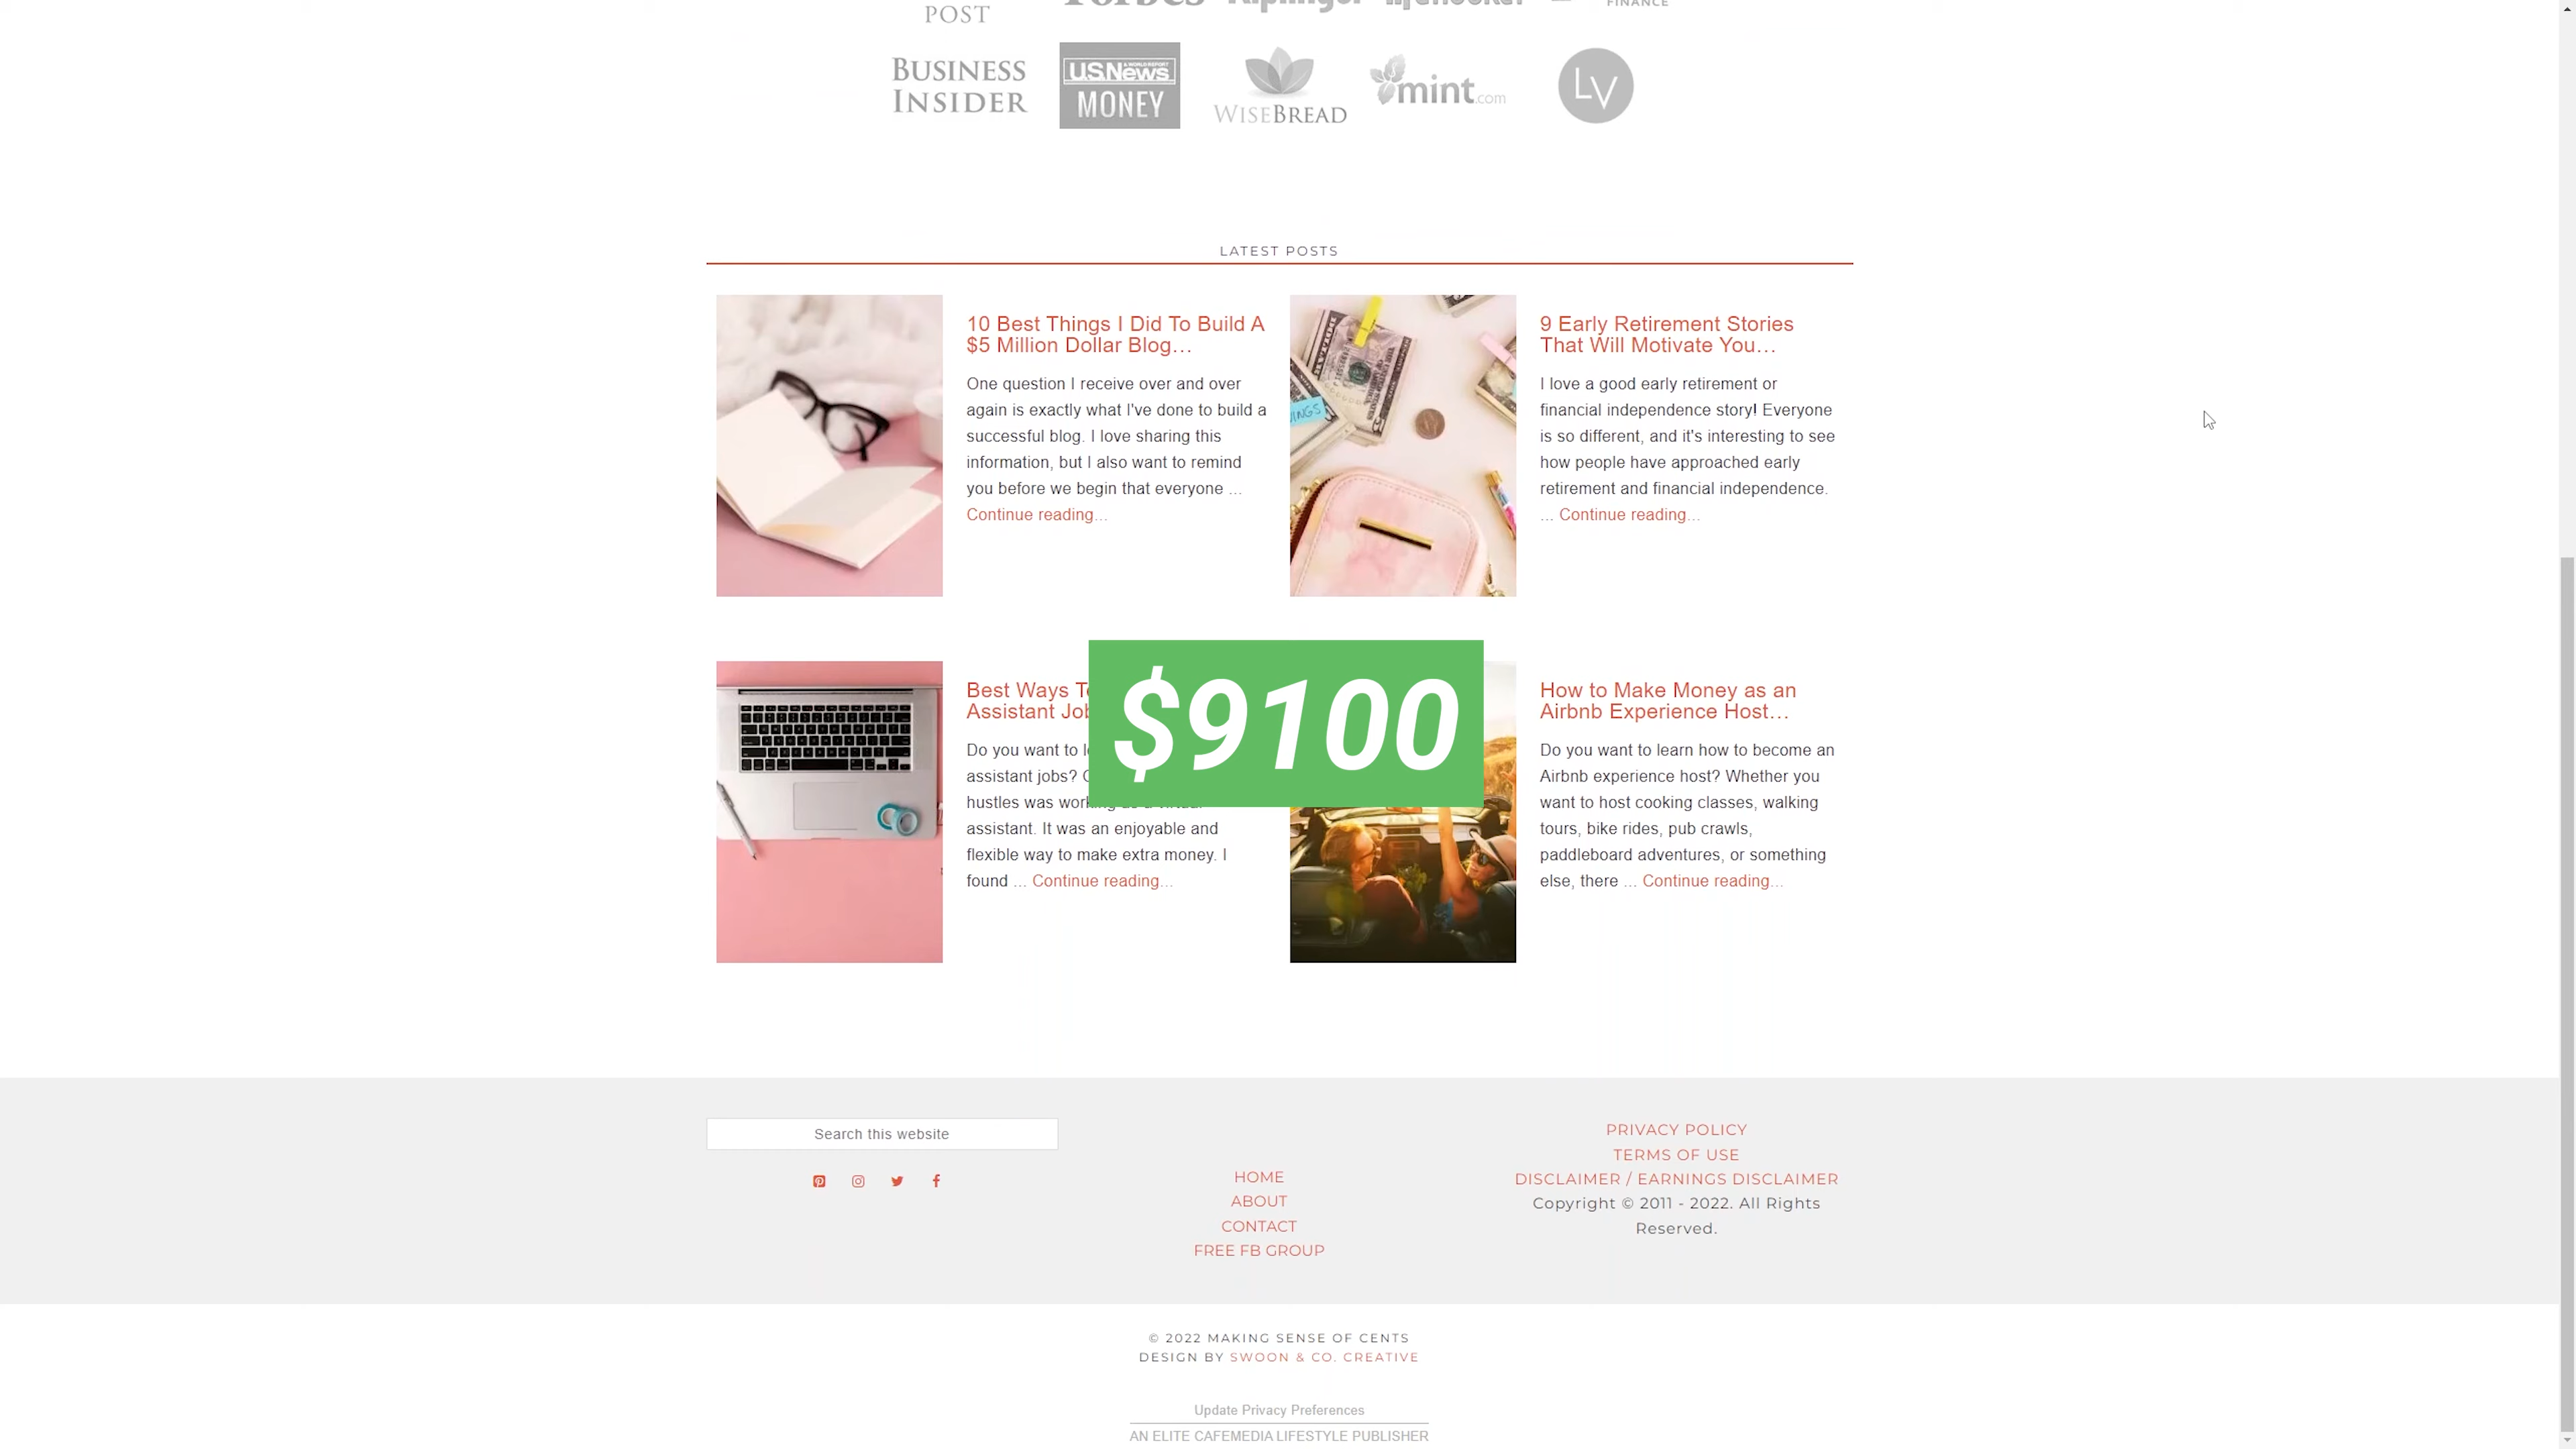 POST
Forbes Kiplinger lifehacker
FINANCE
BUSINESS
INSIDER
U.S.News
MONEY
WISEBREAD
mint.com
LV
LATEST POSTS
10 Best Things I Did To Build A
$5 Million Dollar Blog...
One question I receive over and over
again is exactly what I've done to build a
successful blog. I love sharing this
information, but I also want to remind
you before we begin that everyone ...
Continue reading...
9 Early Retirement Stories
That Will Motivate You...
I love a good early retirement or
financial independence story! Everyone
is so different, and it's interesting to see
how people have approached early
retirement and financial independence.
... Continue reading...
Best Ways
Assistant
Do you want to
assistant jobs?
hustles was working as a virtual
assistant. It was an enjoyable and
flexible way to make extra money. I
found ... Continue reading...
$9100
How to Make Money as an
Airbnb Experience Host...
Do you want to learn how to become an
Airbnb experience host? Whether you
want to host cooking classes, walking
tours, bike rides, pub crawls,
paddleboard adventures, or something
else, there ... Continue reading...
Search this website
HOME
ABOUT
CONTACT
FREE FB GROUP
PRIVACY POLICY
TERMS OF USE
DISCLAIMER / EARNINGS DISCLAIMER
Copyright © 2011 - 2022. All Rights
Reserved.
© 2022 MAKING SENSE OF CENTS
DESIGN BY SWOON & CO. CREATIVE
Update Privacy Preferences
AN ELITE CAFEMEDIA LIFESTYLE PUBLISHER